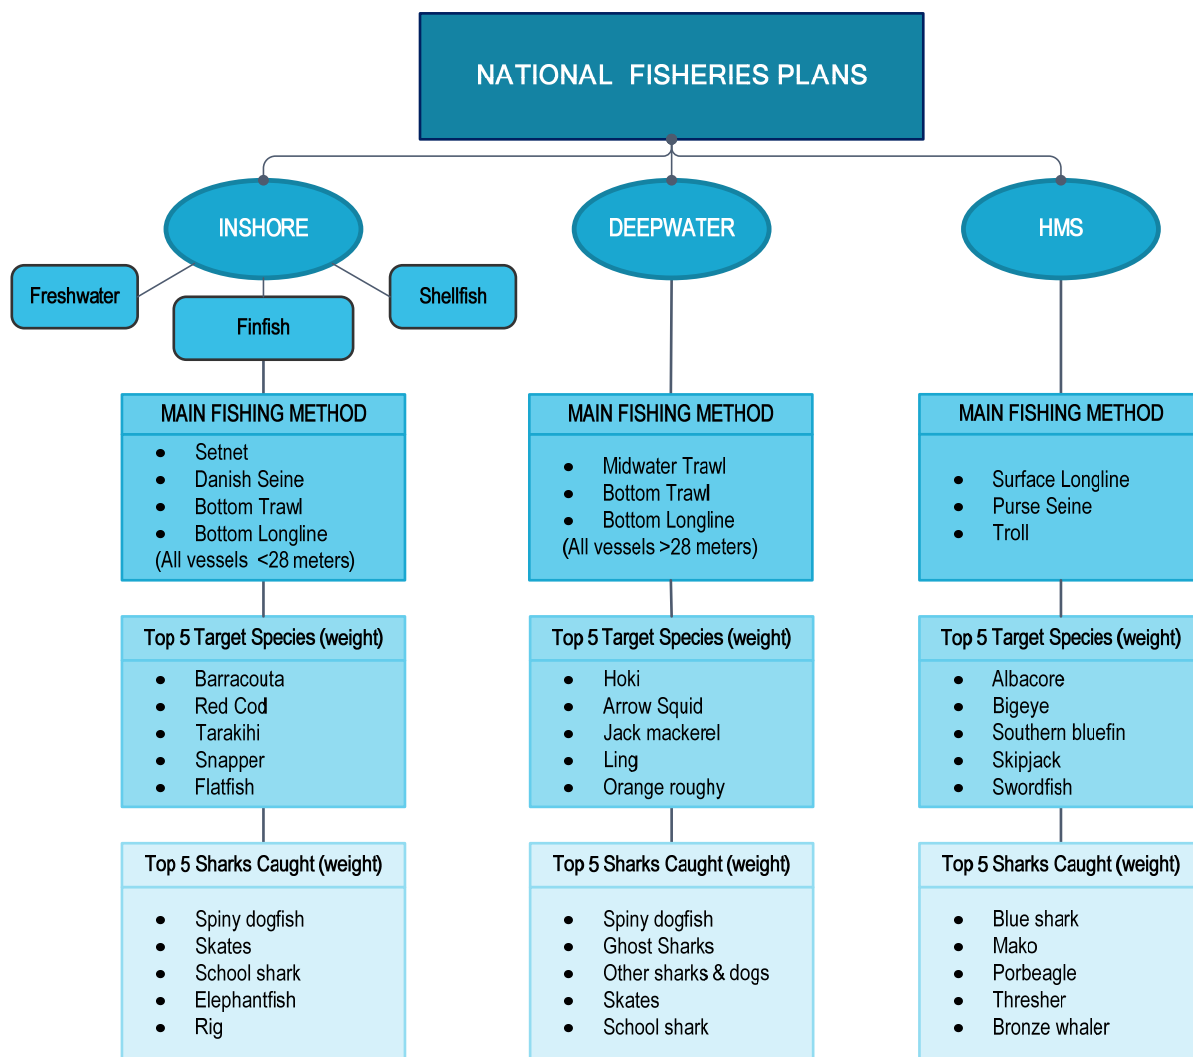 NATIONAL FISHERIES PLANS
INSHORE
Freshwater
Finfish
Shellfish
MAIN FISHING METHOD
• Setnet
• Danish Seine
• Bottom Trawl
• Bottom Longline
(All vessels <28 meters)
Top 5 Target Species (weight)
• Barracouta
• Red Cod
• Tarakihi
• Snapper
• Flatfish
Top 5 Sharks Caught (weight)
• Spiny dogfish
• Skates
• School shark
• Elephantfish
• Rig
DEEPWATER
MAIN FISHING METHOD
• Midwater Trawl
• Bottom Trawl
• Bottom Longline
(All vessels >28 meters)
Top 5 Target Species (weight)
• Hoki
• Arrow Squid
• Jack mackerel
• Ling
• Orange roughy
Top 5 Sharks Caught (weight)
• Spiny dogfish
• Ghost Sharks
• Other sharks & dogs
• Skates
• School shark
HMS
MAIN FISHING METHOD
• Surface Longline
• Purse Seine
• Troll
Top 5 Target Species (weight)
• Albacore
• Bigeye
• Southern bluefin
• Skipjack
• Swordfish
Top 5 Sharks Caught (weight)
• Blue shark
• Mako
• Porbeagle
• Thresher
• Bronze whaler